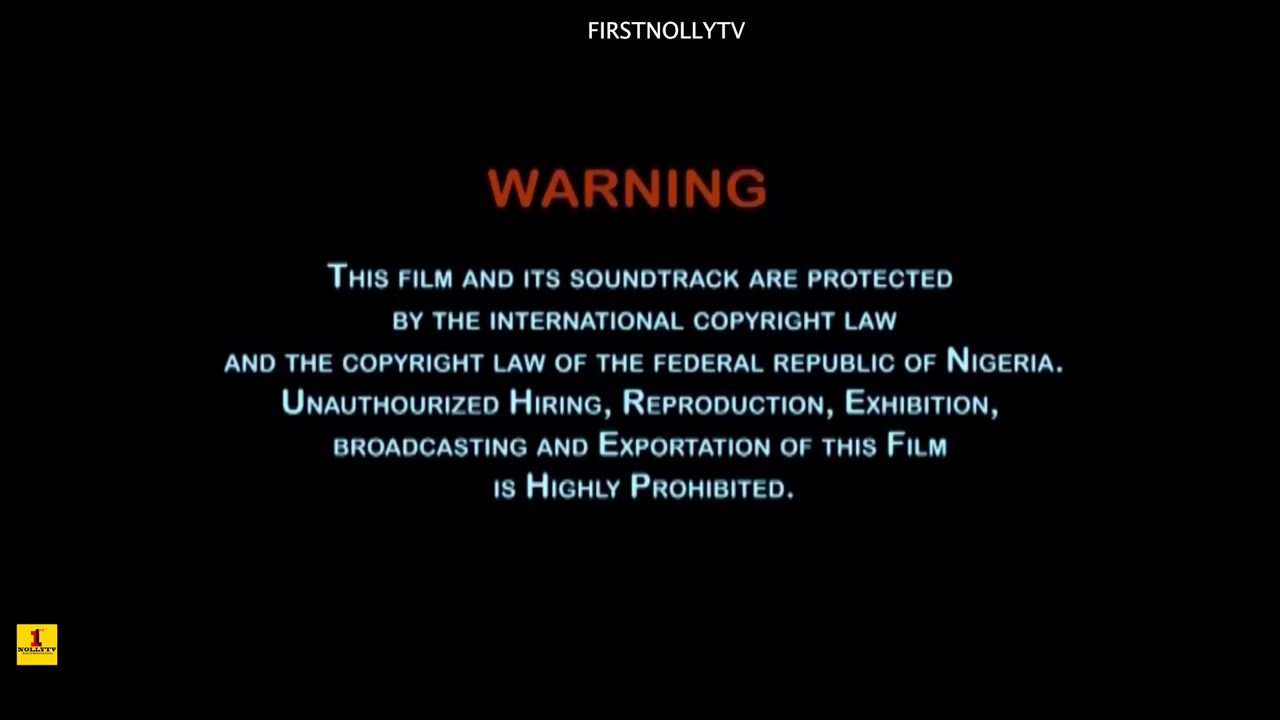 FIRSTNOLLYTV
WARNING
THIS FILM AND ITS SOUNDTRACK ARE PROTECTED
BY THE INTERNATIONAL COPYRIGHT LAW
AND THE COPYRIGHT LAW OF THE FEDERAL REPUBLIC OF NIGERIA.
UNAUTHOURIZED HIRING, REPRODUCTION, EXHIBITION,
BROADCASTING AND EXPORTATION OF THIS FILM
IS HIGHLY PROHIBITED.
1
NOLLYTV